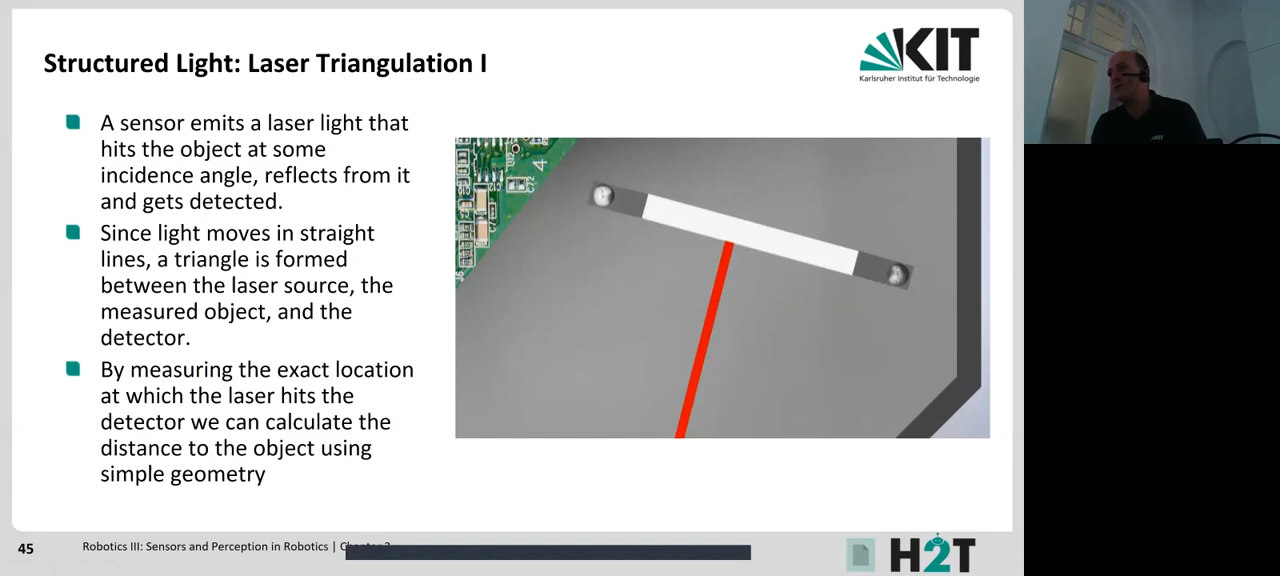 Structured Light: Laser Triangulation I
KIT
Karlsruher Institut für Technologie
A sensor emits a laser light that
hits the object at some
incidence angle, reflects from it
and gets detected.
Since light moves in straight
lines, a triangle is formed
between the laser source, the
measured object, and the
detector.
By measuring the exact location
at which the laser hits the
detector we can calculate the
distance to the object using
simple geometry
4
45
Robotics III: Sensors and Perception in Robotics |
H2T